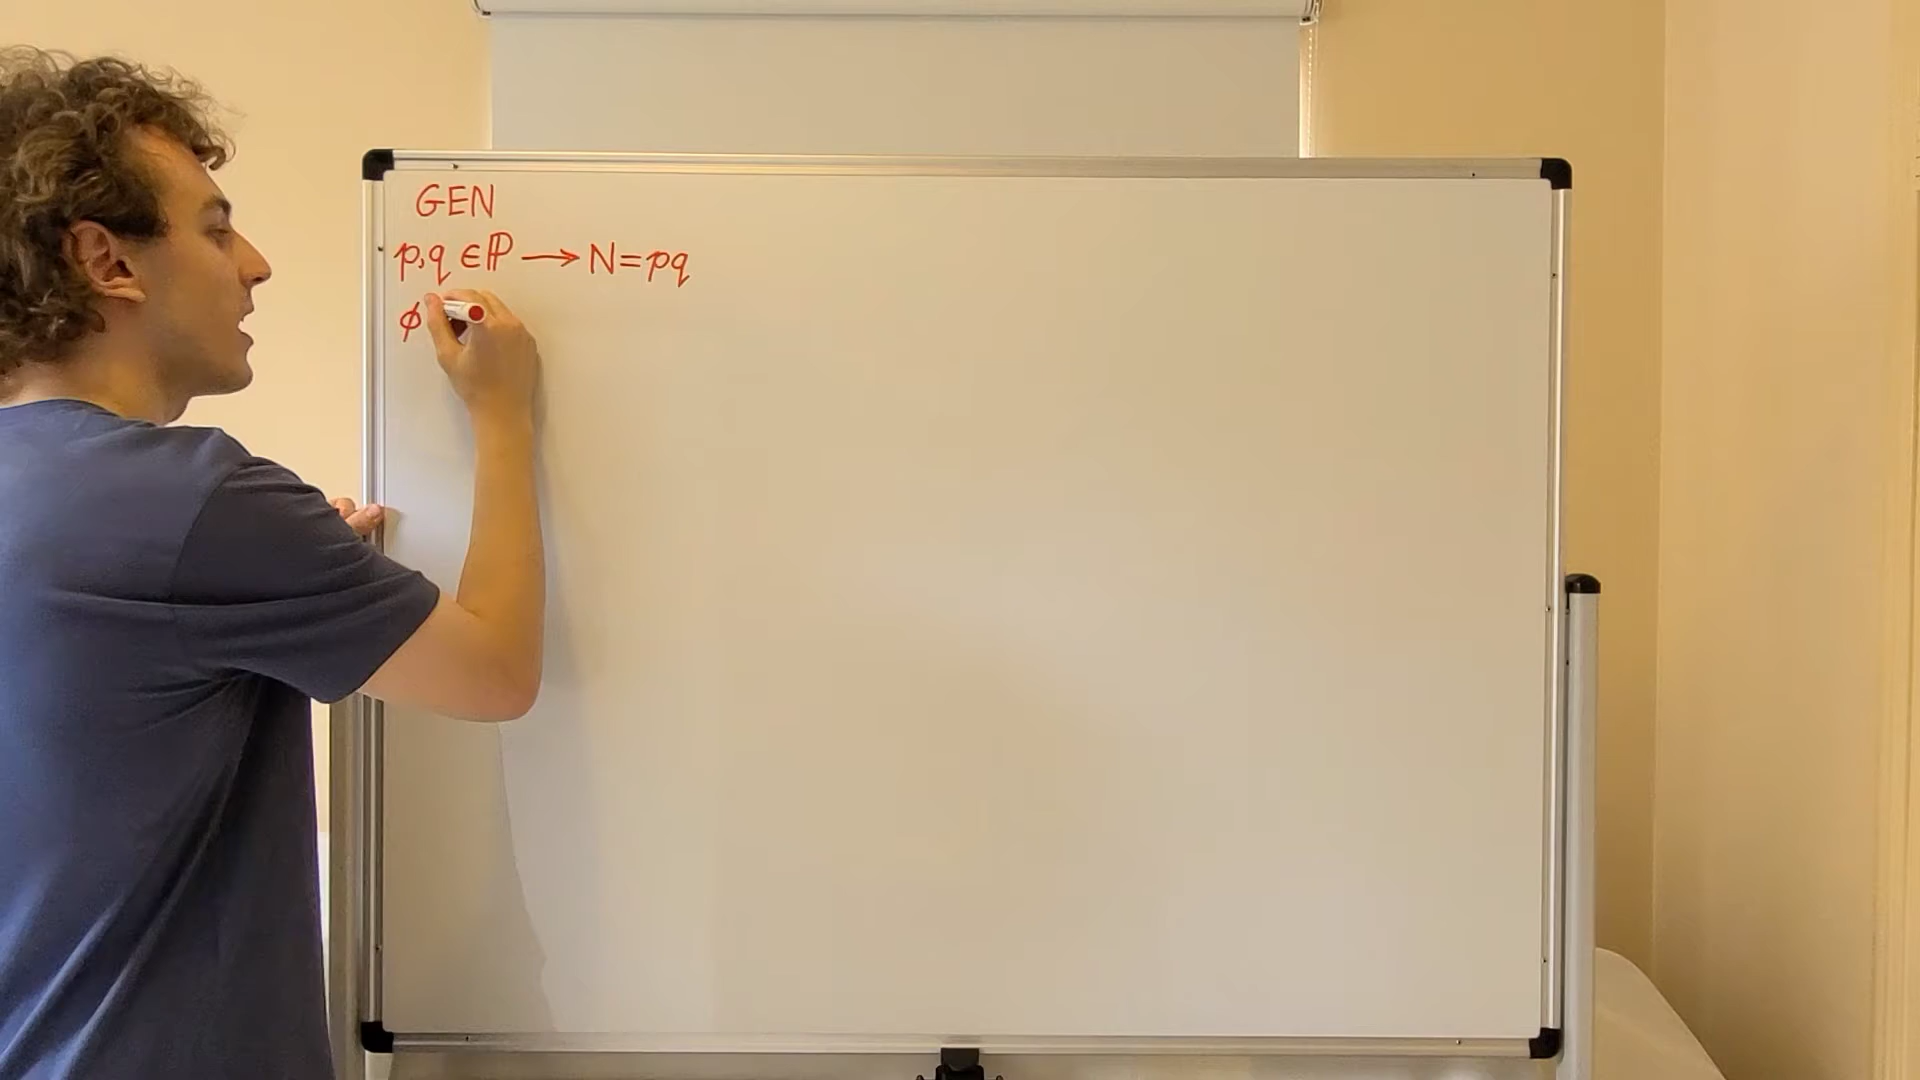 GEN
p,q ∈ ℙ ⟶ N=pq
ϕ